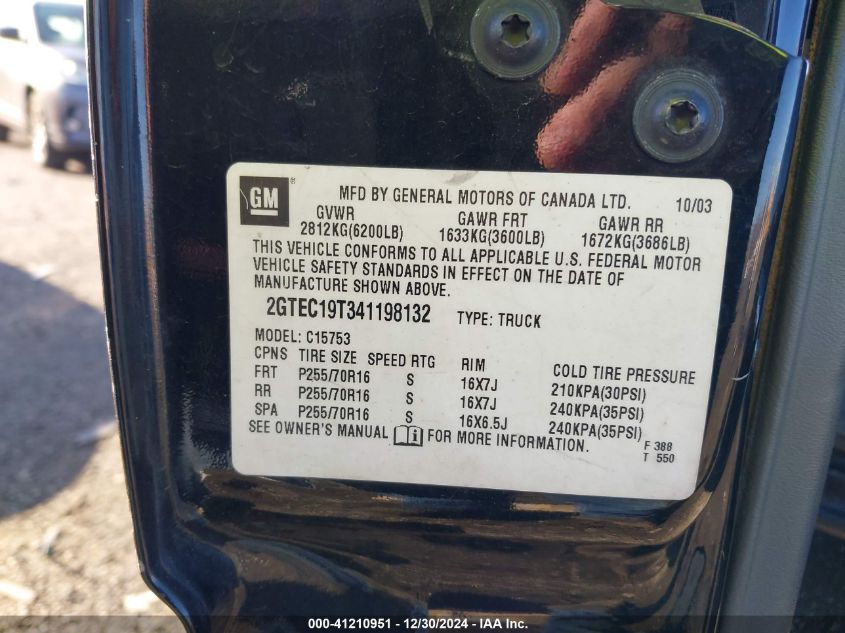 GM ® MFD BY GENERAL MOTORS OF CANADA LTD. 10/03
GVWR GAWR FRT GAWR RR
2812KG(6200LB) 1633KG(3600LB) 1672KG(3686LB)
THIS VEHICLE CONFORMS TO ALL APPLICABLE U.S. FEDERAL MOTOR
VEHICLE SAFETY STANDARDS IN EFFECT ON THE DATE OF
MANUFACTURE SHOWN ABOVE.
2GTEC19T341198132 TYPE: TRUCK
MODEL: C15753
CPNS TIRE SIZE SPEED RTG RIM COLD TIRE PRESSURE
FRT P255/70R16 S 16X7J 210KPA(30PSI)
RR P255/70R16 S 16X7J 240KPA(35PSI)
SPA P255/70R16 S 16X6.5J 240KPA(35PSI)
SEE OWNER'S MANUAL FOR MORE INFORMATION.
F 388
T 550
000-41210951 - 12/30/2024 - IAA Inc.